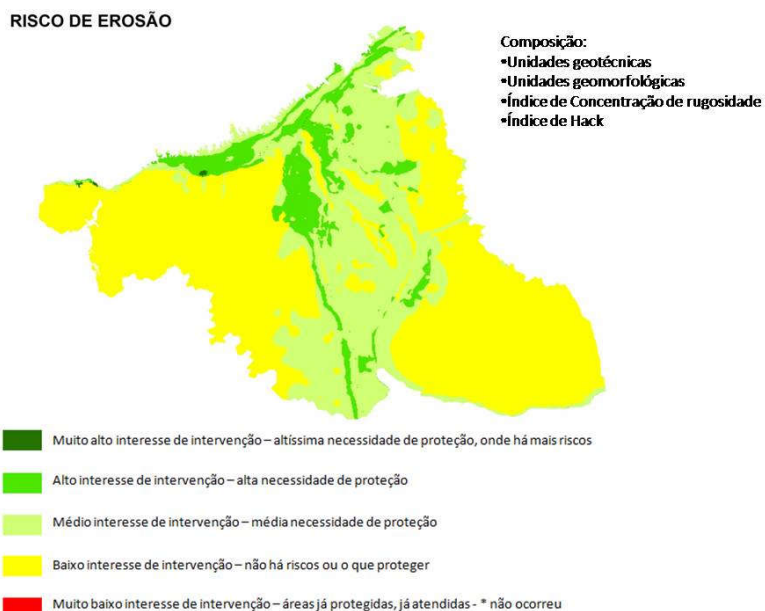 RISCO DE EROSÃO
Composição:
•Unidades geotécnicas
•Unidades geomorfológicas
•Índice de Concentração de rugosidade
•Índice de Hack
Muito alto interesse de intervenção – altíssima necessidade de proteção, onde há mais riscos
Alto interesse de intervenção – alta necessidade de proteção
Médio interesse de intervenção – média necessidade de proteção
Baixo interesse de intervenção – não há riscos ou o que proteger
Muito baixo interesse de intervenção – áreas já protegidas, já atendidas - * não ocorreu